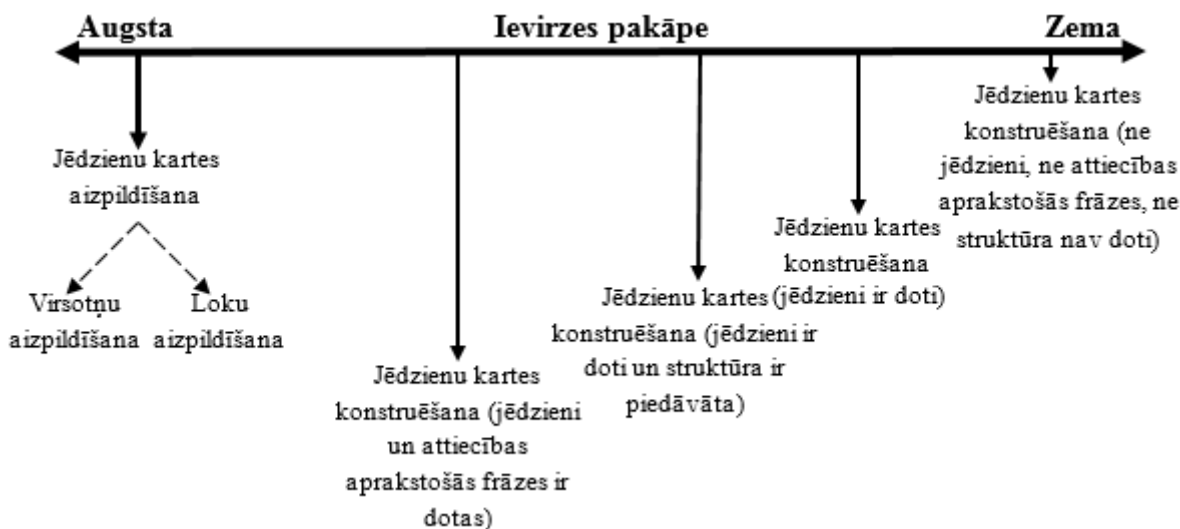 Augsta
Ievirzes pakāpe
Zema
Jēdzienu kartes
aizpildīšana
Virsotņu
aizpildīšana
Loku
aizpildīšana
Jēdzienu kartes
konstruēšana (jēdzieni
un attiecības
aprakstošās frāzes ir
dotas)
Jēdzienu kartes
konstruēšana (jēdzieni ir
doti un struktūra ir
piedāvāta)
Jēdzienu kartes
konstruēšana
(jēdzieni ir doti)
Jēdzienu kartes
konstruēšana (ne
jēdzieni, ne attiecības
aprakstošās frāzes, ne
struktūra nav doti)